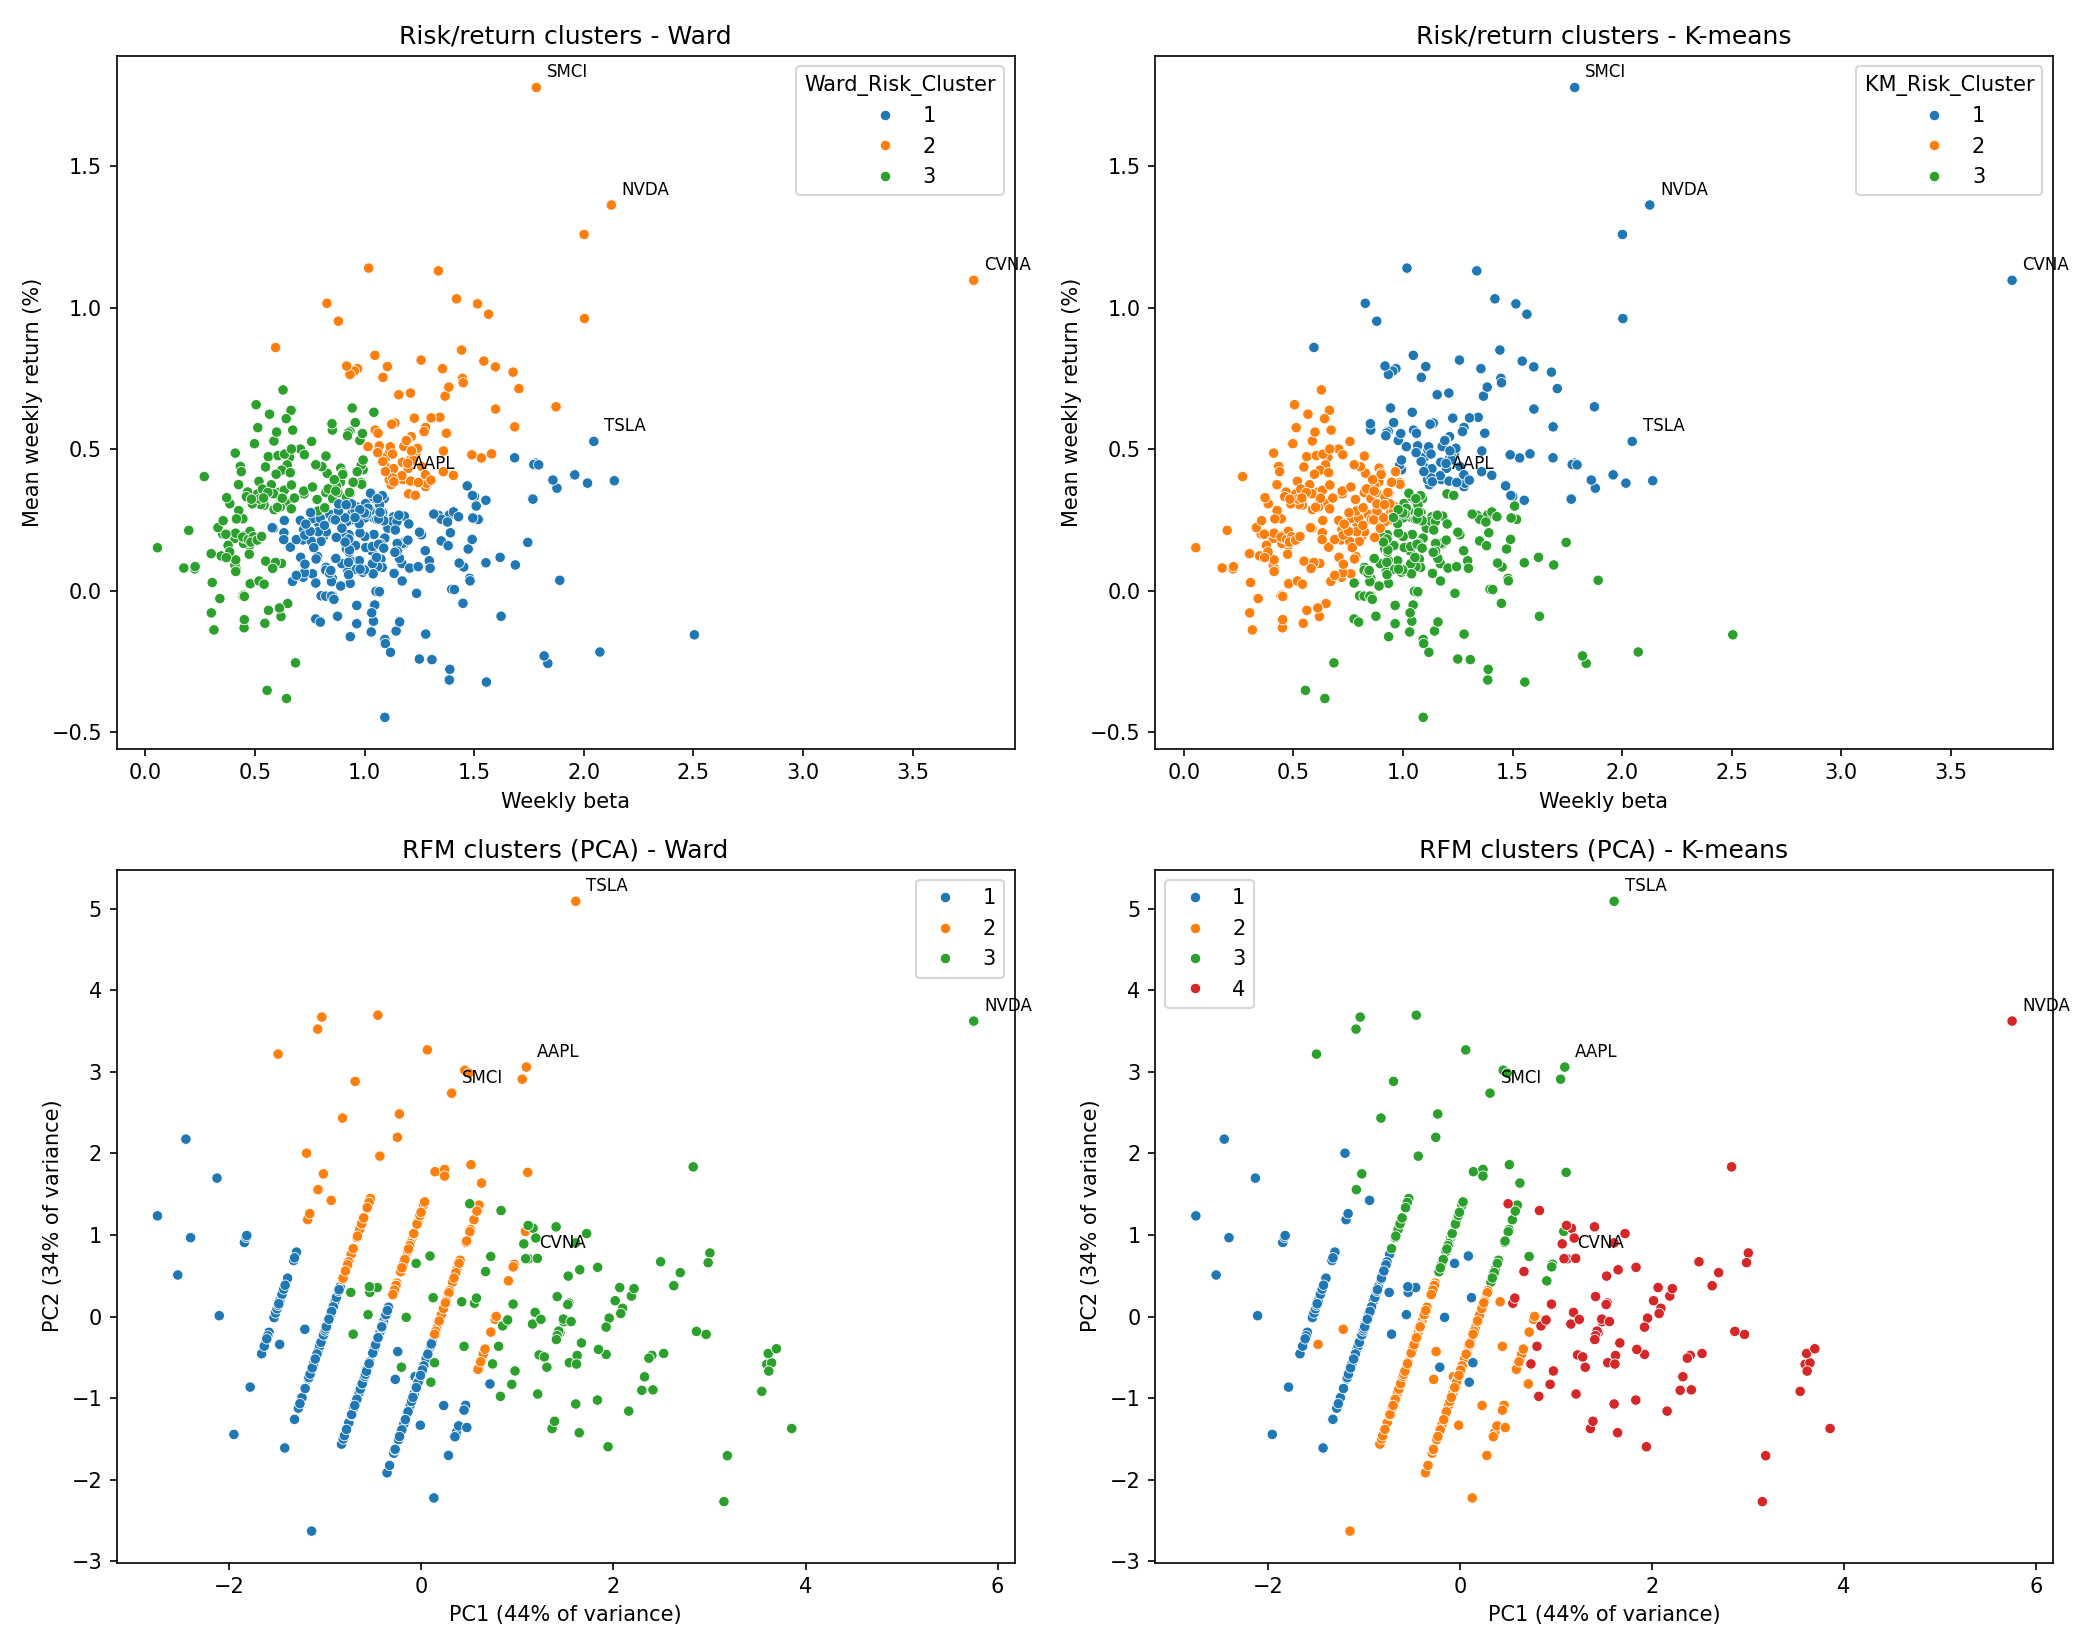 Risk/return clusters - Ward
Mean weekly return (%)
1.5
1.0
0.5
0.0
−0.5
SMCI
NVDA
CVNA
TSLA
AAPL
Ward_Risk_Cluster
1
2
3
0.0 0.5 1.0 1.5 2.0 2.5 3.0 3.5
Weekly beta
Risk/return clusters - K-means
Mean weekly return (%)
1.5
1.0
0.5
0.0
−0.5
SMCI
NVDA
CVNA
TSLA
AAPL
KM_Risk_Cluster
1
2
3
0.0 0.5 1.0 1.5 2.0 2.5 3.0 3.5
Weekly beta
RFM clusters (PCA) - Ward
PC2 (34% of variance)
5
4
3
2
1
0
−1
−2
−3
TSLA
NVDA
AAPL
SMCI
CVNA
1
2
3
−2 0 2 4 6
PC1 (44% of variance)
RFM clusters (PCA) - K-means
PC2 (34% of variance)
5
4
3
2
1
0
−1
−2
−3
1
2
3
4
TSLA
NVDA
AAPL
SMCI
CVNA
−2 0 2 4 6
PC1 (44% of variance)